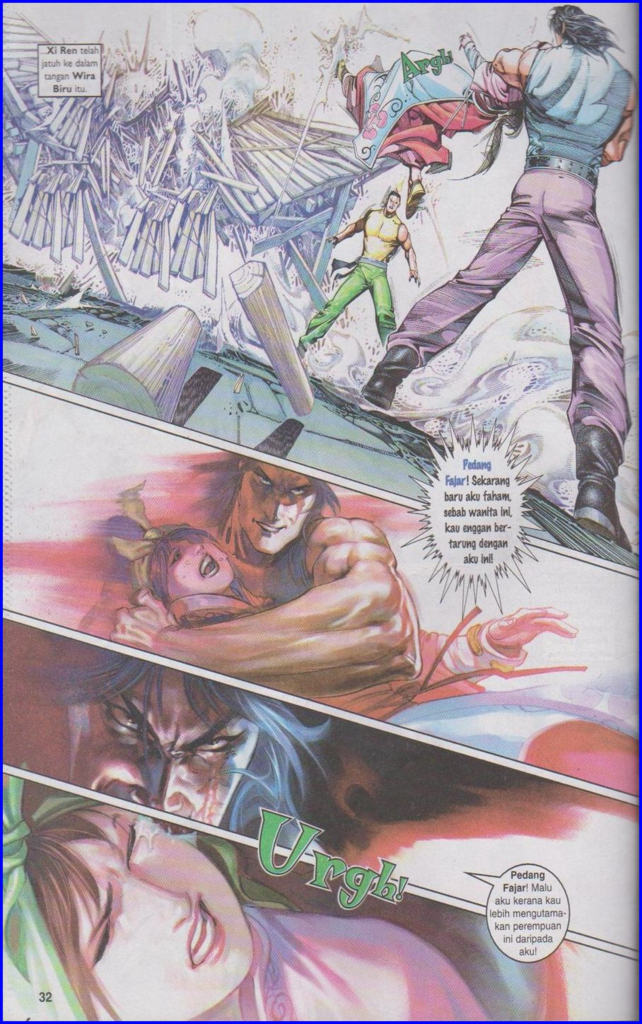 Xi Ren telah
jatuh ke dalam
tangan Wira
Biru itu.
Argh!
Pedang
Fajar! Sekarang
baru aku faham,
sebab wanita ini,
kau enggan ber-
tarung dengan
aku ini!
Urgh!
Pedang
Fajar! Malu
aku kerana kau
lebih mengutama-
kan perempuan
ini daripada
aku!
32